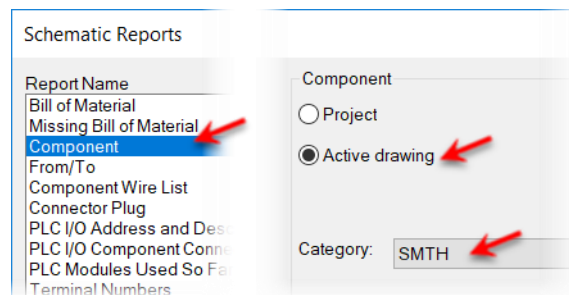 Schematic Reports
Report Name
Bill of Material
Missing Bill of Material
Component
From/To
Component Wire List
Connector Plug
PLC I/O Address and Desc
PLC I/O Component Conne
PLC Modules Used So Fa
Terminal Numbers
Component
Project
Active drawing
Category:
SMTH